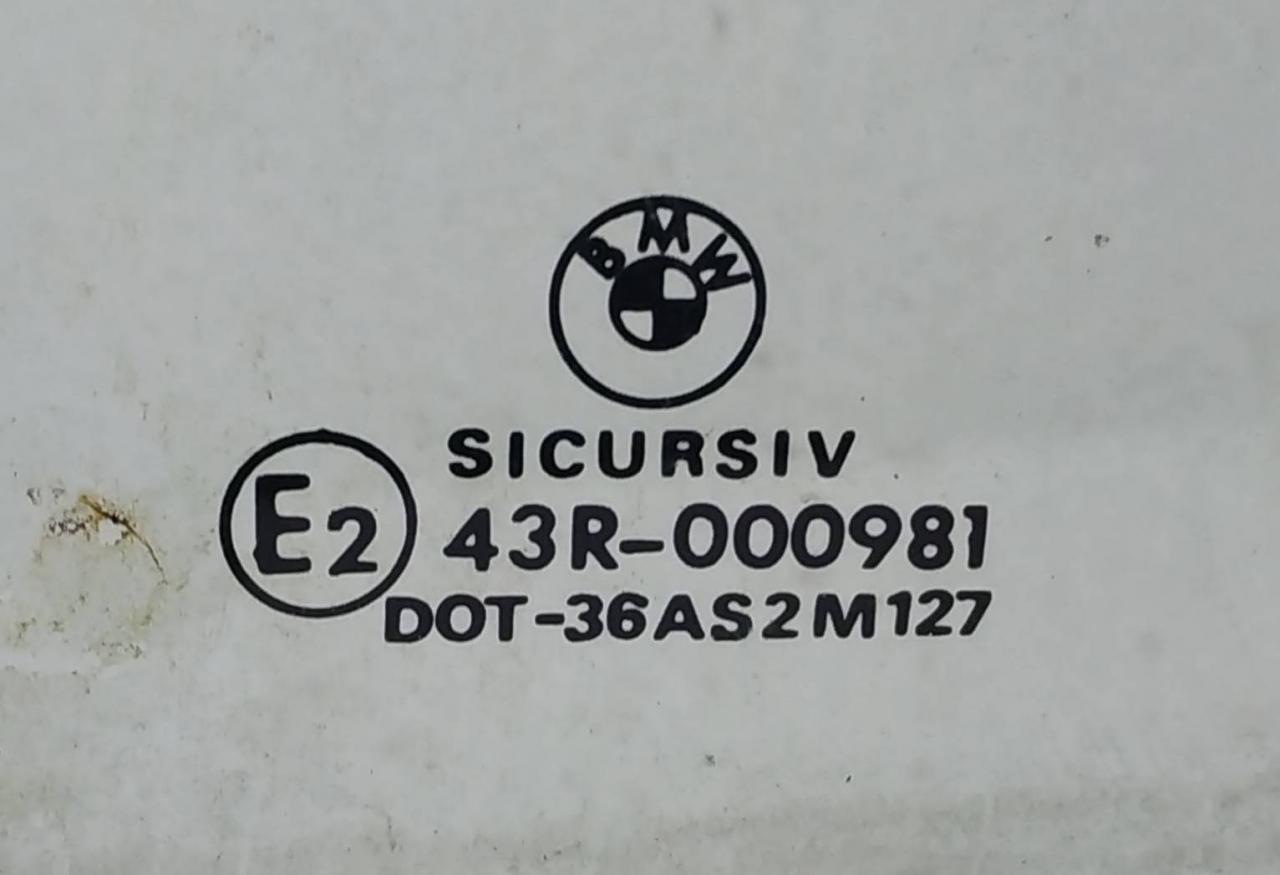 BMW
SICURSIV
E2 43R-000981
DOT-36AS2M127